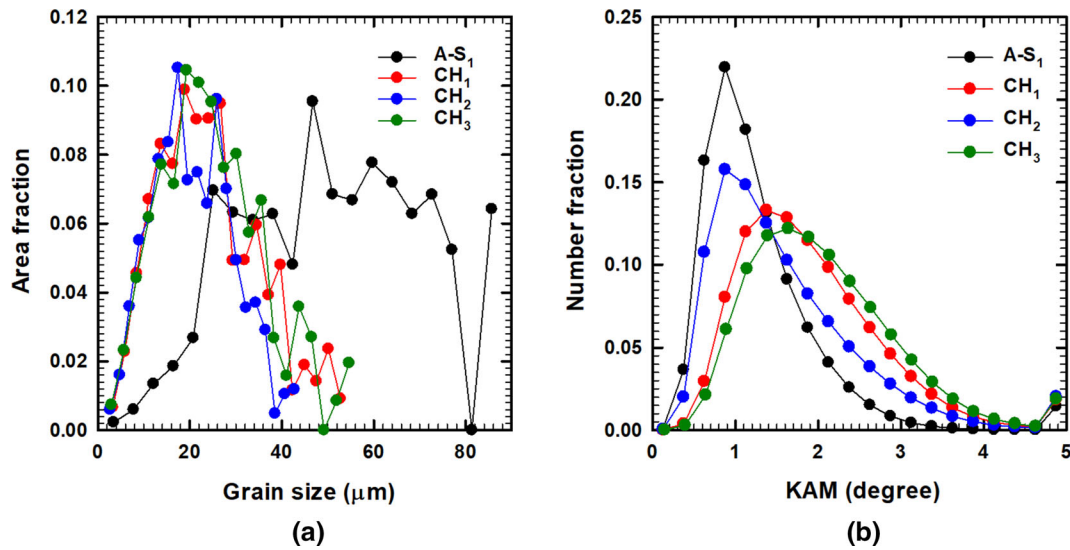 0.12
0.10
0.08
0.06
0.04
0.02
0.00
Area fraction
0 20 40 60 80
Grain size (μm)
A-S₁
CH₁
CH₂
CH₃
(a)
0.25
0.20
0.15
0.10
0.05
0.00
Number fraction
0 1 2 3 4 5
KAM (degree)
A-S₁
CH₁
CH₂
CH₃
(b)